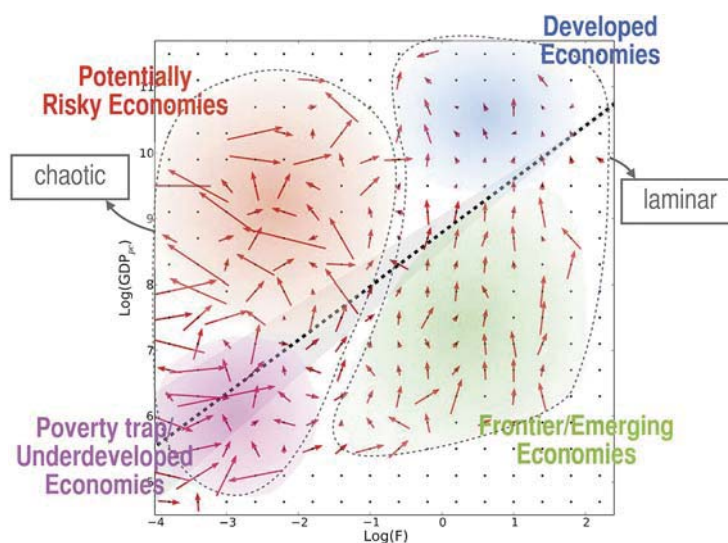 Developed
Economies
Potentially
Risky Economies
chaotic
laminar
Log(GDPpc)
11
10
9
8
7
6
5
Poverty trap/
Underdeveloped
Economies
Frontier/Emerging
Economies
−4
−3
−2
−1
0
1
2
Log(F)